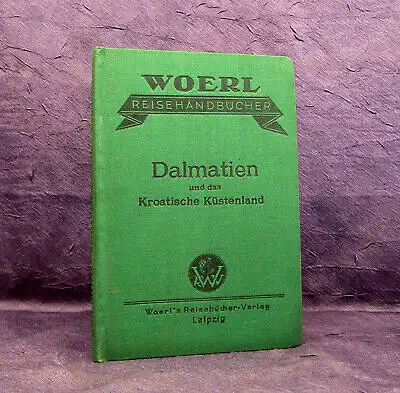 WOERL
REISEHANDBÜCHER
Dalmatien
und das
Kroatische Küstenland
W
Woerl's Reisebücher-Verlag
Leipzig